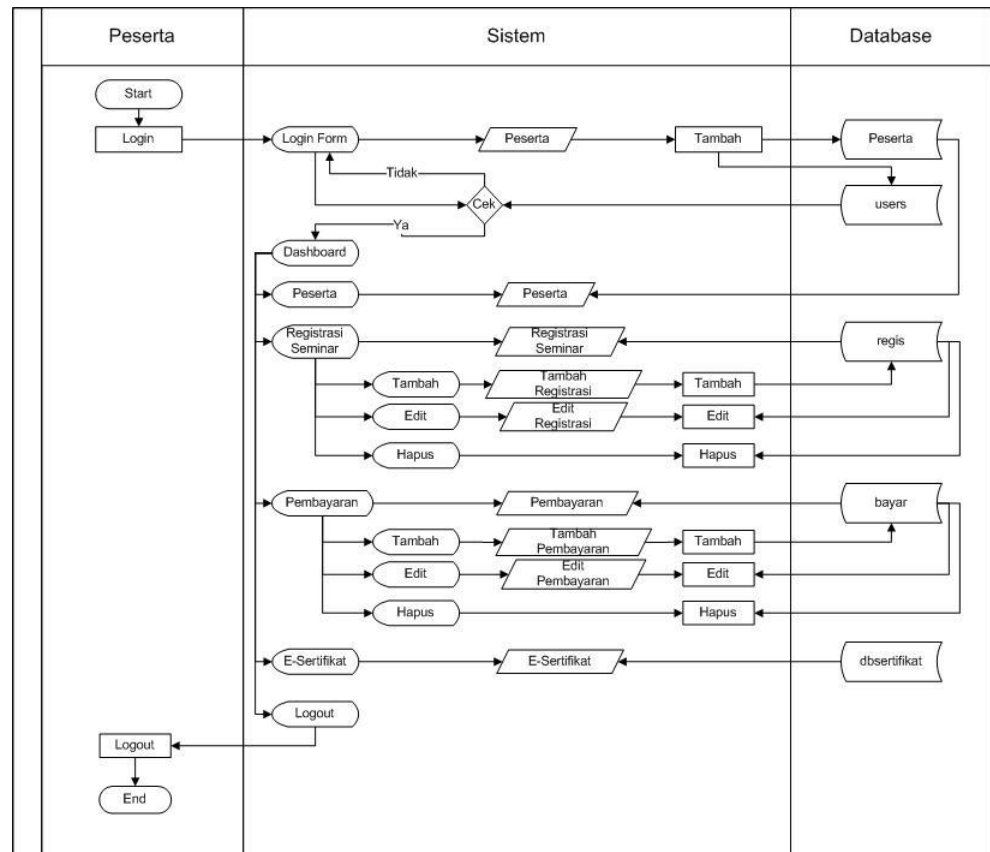 Peserta
Sistem
Database
Start
Login
Login Form
Peserta
Tambah
Peserta
Tidak
Cek
users
Ya
Dashboard
Peserta
Peserta
Registrasi
Seminar
Registrasi
Seminar
regis
Tambah
Tambah
Registrasi
Tambah
Edit
Edit
Registrasi
Edit
Hapus
Hapus
Pembayaran
Pembayaran
bayar
Tambah
Tambah
Pembayaran
Tambah
Edit
Edit
Pembayaran
Edit
Hapus
Hapus
E-Sertifikat
E-Sertifikat
dbsertifikat
Logout
Logout
End